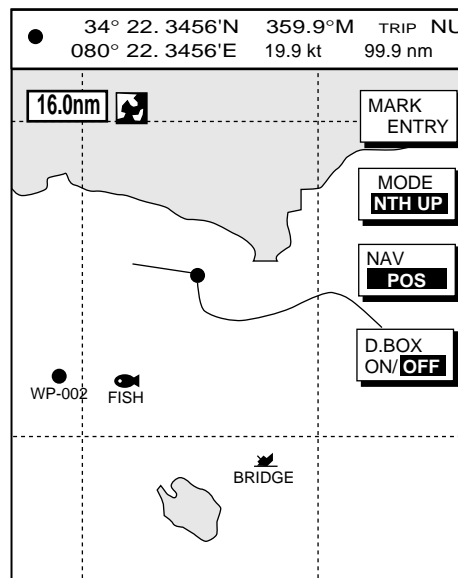 34° 22. 3456'N 359.9°M TRIP NU
080° 22. 3456'E 19.9 kt 99.9 nm
16.0nm
MARK
ENTRY
MODE
NTH UP
NAV
POS
D.BOX
ON/OFF
WP-002
FISH
BRIDGE